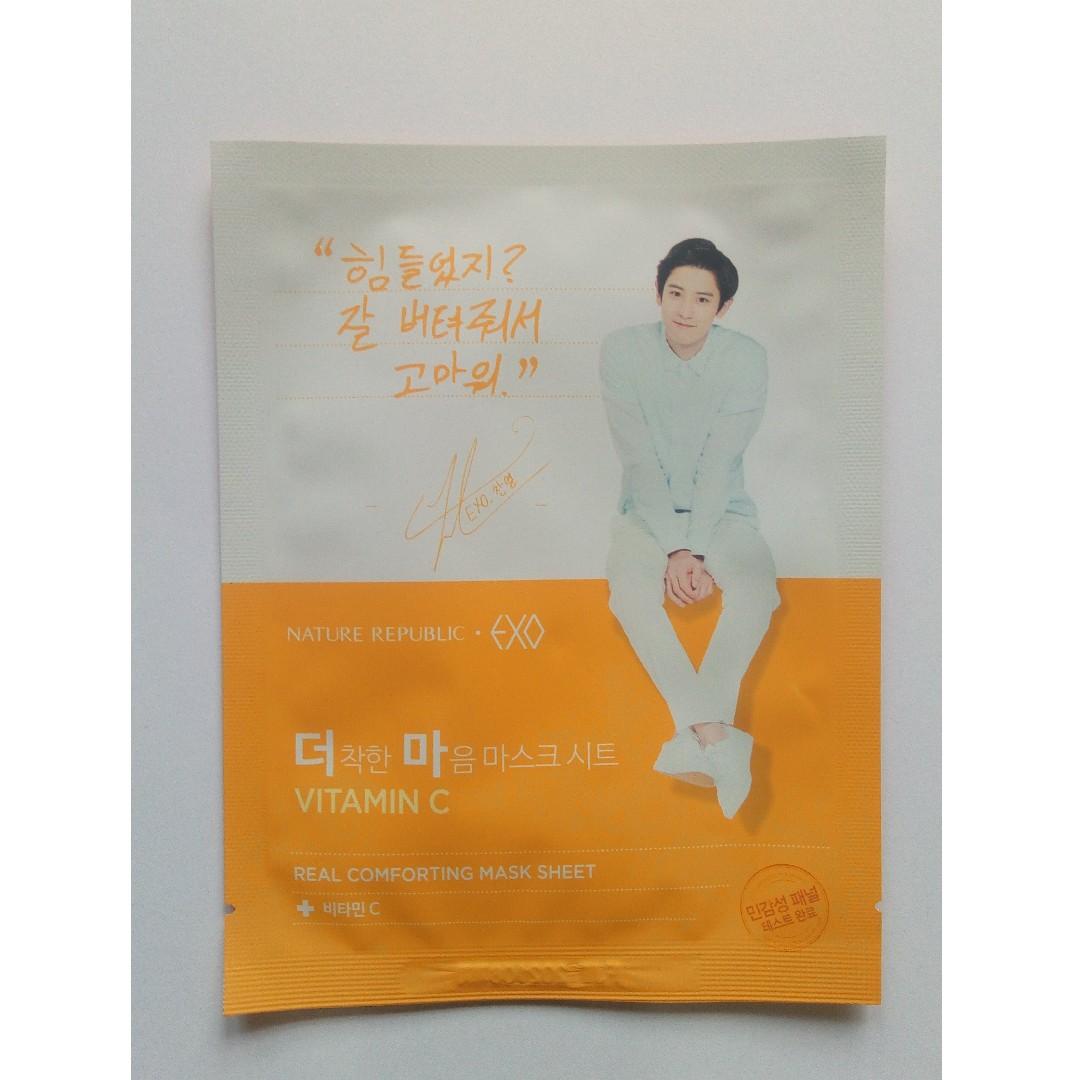 “힘들었지?
잘 버텨줘서
고마워.”
EXO. 찬열
NATURE REPUBLIC · EXO
더 착한 마음 마스크 시트
VITAMIN C
REAL COMFORTING MASK SHEET
+ 비타민 C
민감성 패널
테스트 완료